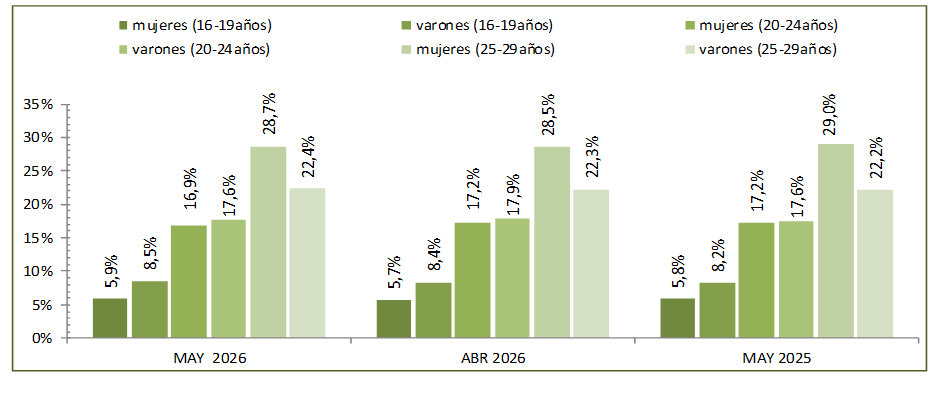 mujeres (16-19años) varones (16-19años) mujeres (20-24años)
varones (20-24años) mujeres (25-29años) varones (25-29años)
35%
30%
25%
20%
15%
10%
5%
0%
5,9% 8,5% 16,9% 17,6% 28,7% 22,4%
5,7% 8,4% 17,2% 17,9% 28,5% 22,3%
5,8% 8,2% 17,2% 17,6% 29,0% 22,2%
MAY  2026 ABR 2026 MAY 2025